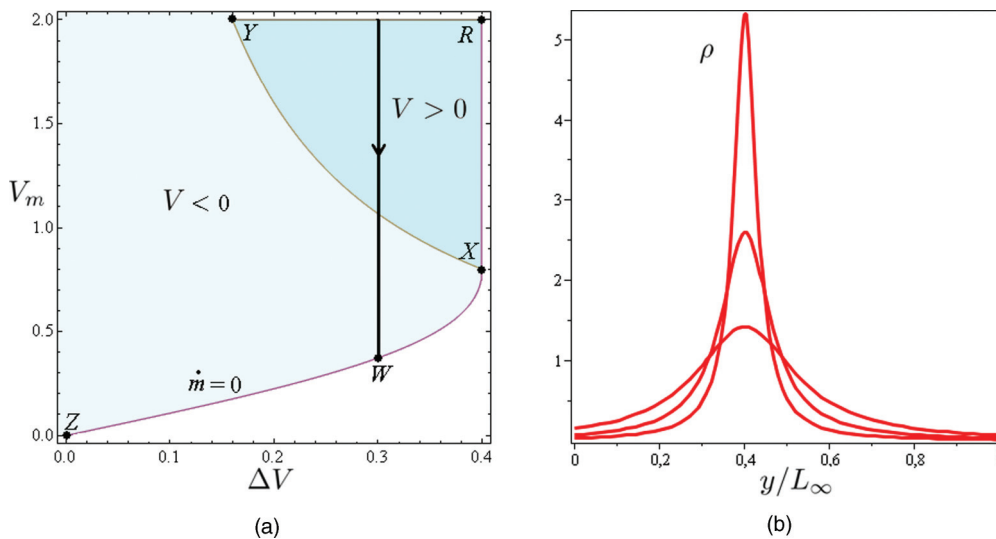 2.0
1.5
V_m
1.0
0.5
0.0
Y
R
V > 0
V < 0
X
W
ṁ = 0
Z
0.0 0.1 0.2 0.3 0.4
ΔV
(a)
5
4
3
2
1
ρ
0 0,2 0,4 0,6 0,8
y/L∞
(b)